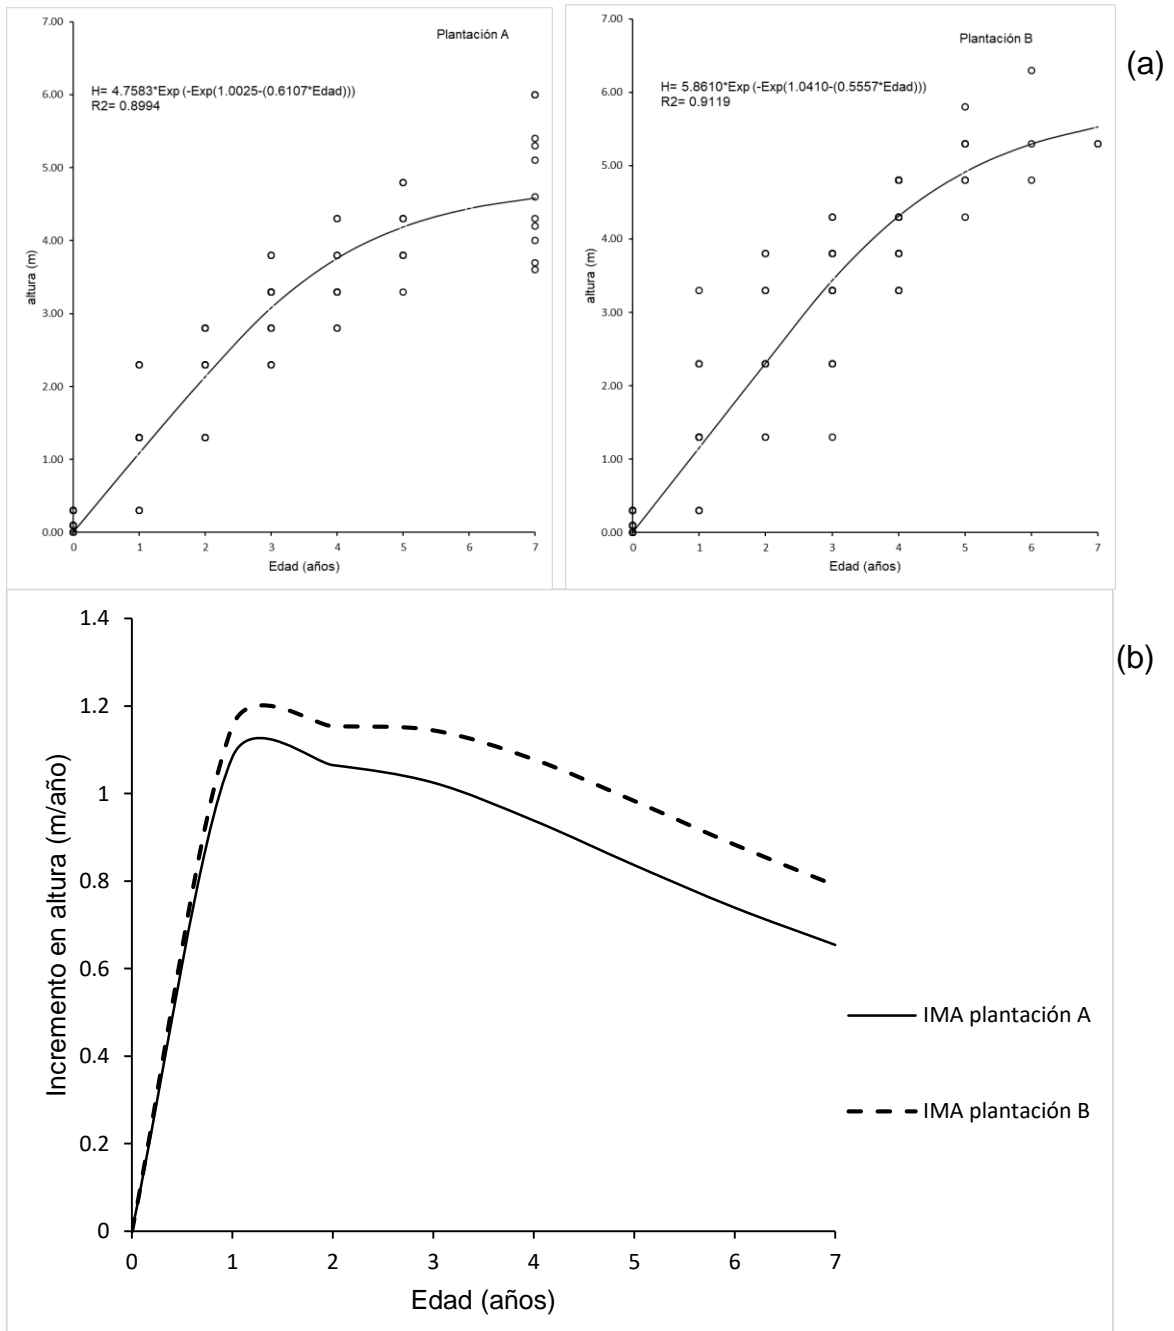 Plantación A
H= 4.7583*Exp (-Exp(1.0025-(0.6107*Edad)))
R2= 0.8994
7.00
6.00
5.00
4.00
3.00
2.00
1.00
0.00
altura (m)
0 1 2 3 4 5 6 7
Edad (años)
Plantación B
H= 5.8610*Exp (-Exp(1.0410-(0.5557*Edad)))
R2= 0.9119
7.00
6.00
5.00
4.00
3.00
2.00
1.00
0.00
altura (m)
0 1 2 3 4 5 6 7
Edad (años)
(a)
1.4
1.2
1
0.8
0.6
0.4
0.2
0
Incremento en altura (m/año)
0 1 2 3 4 5 6 7
Edad (años)
IMA plantación A
IMA plantación B
(b)